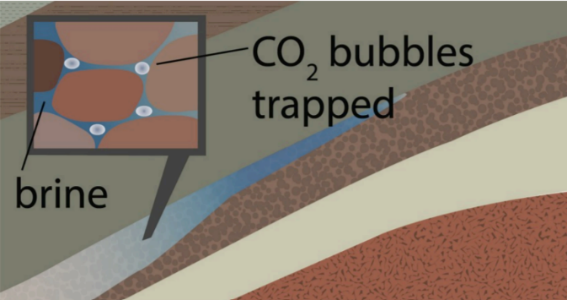 CO₂ bubbles
trapped
brine